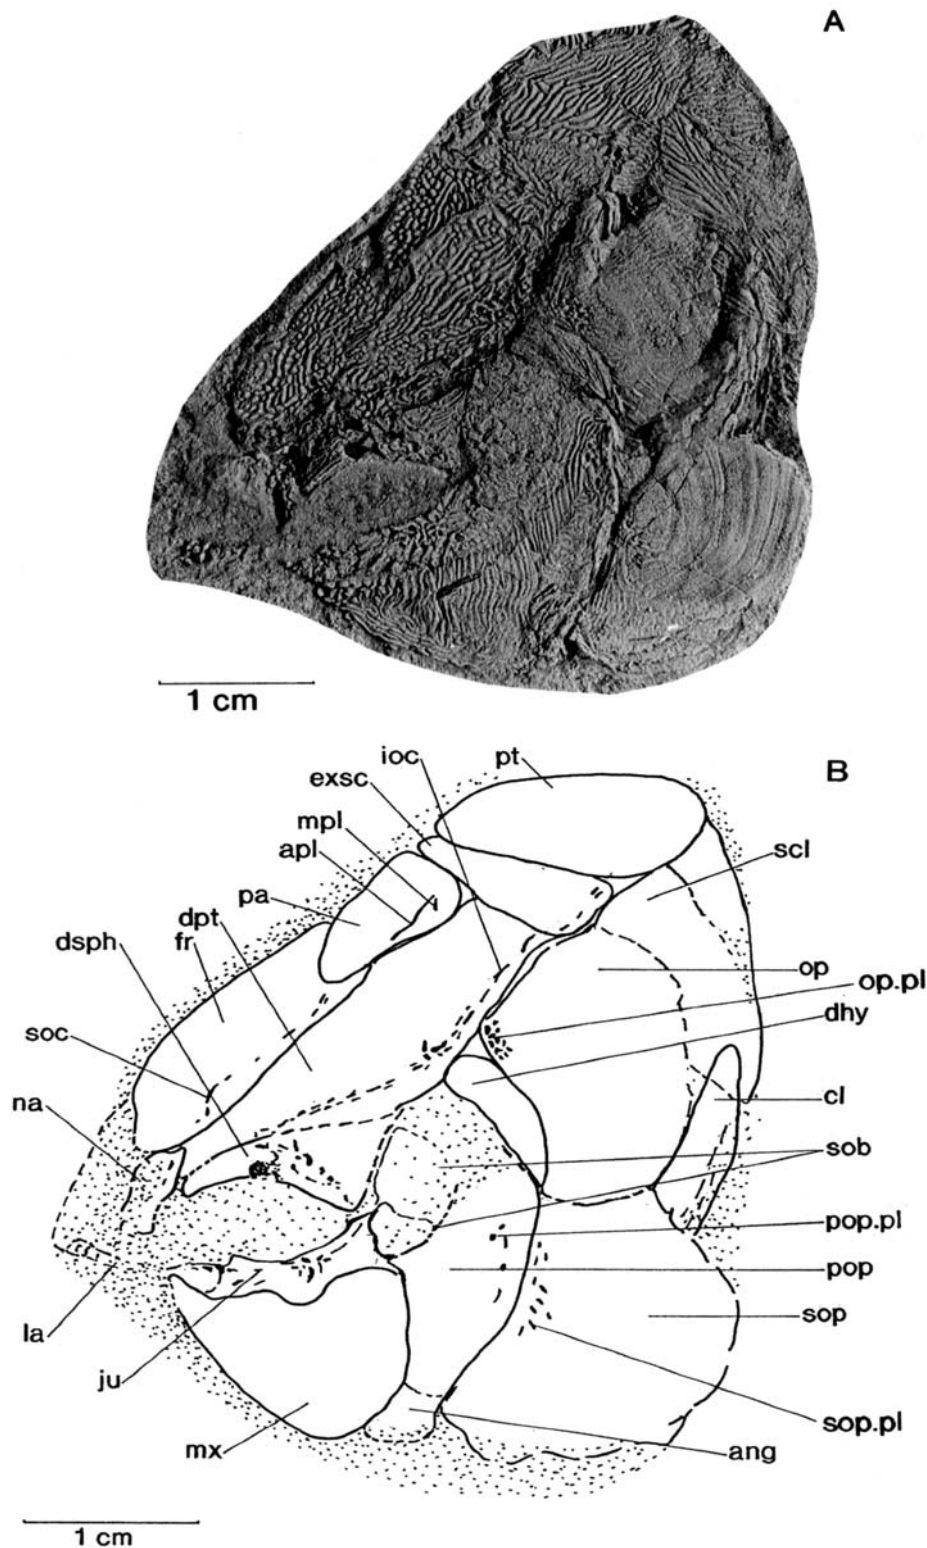 A
1 cm
B
ioc
pt
exsc
mpl
apl
scl
pa
dpt
dsph
fr
op
op.pl
soc
dhy
na
cl
sob
pop.pl
pop
la
sop
ju
sop.pl
mx
ang
1 cm